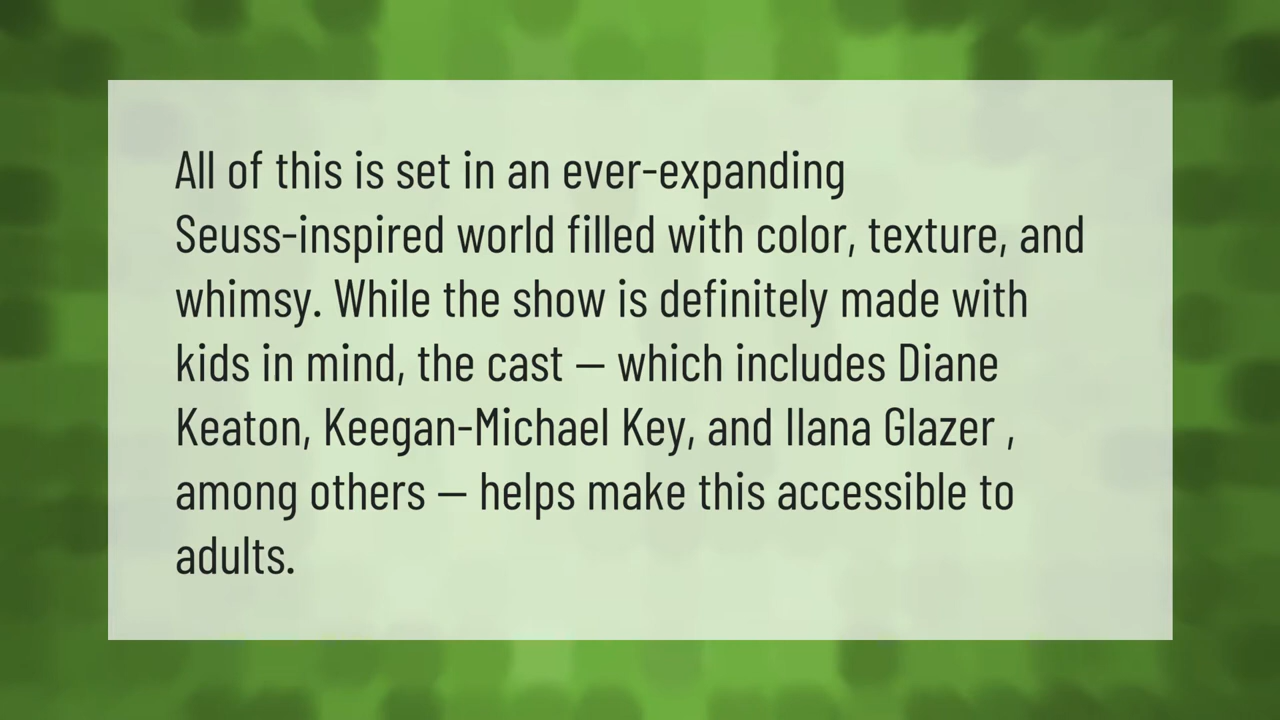 All of this is set in an ever-expanding
Seuss-inspired world filled with color, texture, and
whimsy. While the show is definitely made with
kids in mind, the cast — which includes Diane
Keaton, Keegan-Michael Key, and Ilana Glazer ,
among others — helps make this accessible to
adults.